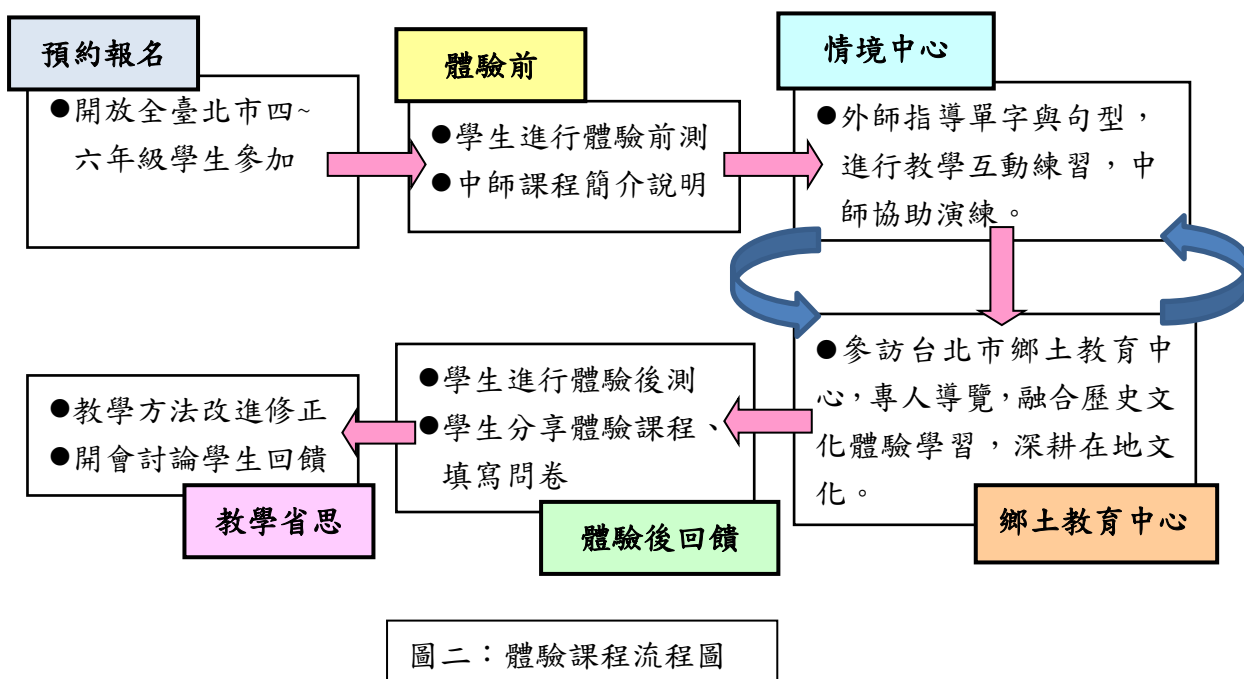 預約報名
●開放全臺北市四~
六年級學生參加
體驗前
●學生進行體驗前測
●中師課程簡介說明
情境中心
●外師指導單字與句型，
進行教學互動練習，中
師協助演練。
●參訪台北市鄉土教育中
心，專人導覽，融合歷史文
化體驗學習，深耕在地文
化。
鄉土教育中心
●學生進行體驗後測
●學生分享體驗課程、
填寫問卷
體驗後回饋
●教學方法改進修正
●開會討論學生回饋
教學省思
圖二：體驗課程流程圖